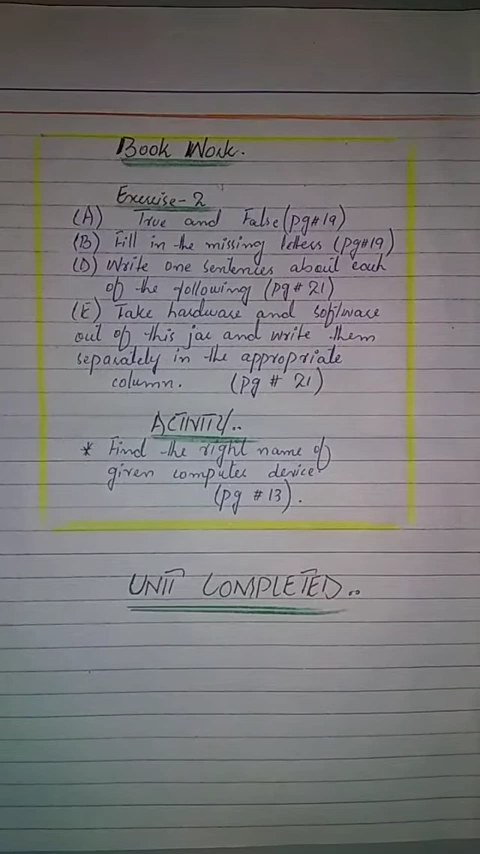 Book Work.
Exercise-2
(A) True and False (pg#19)
(B) Fill in the missing letters (pg#19)
(D) Write one sentences about each
of the following (pg # 21)
(E) Take hardware and software
out of this jar and write them
separately in the appropriate
column. (pg # 21)
ACTIVITY..
* Find the right name of
given computer device
(pg #13).
UNIT COMPLETED..